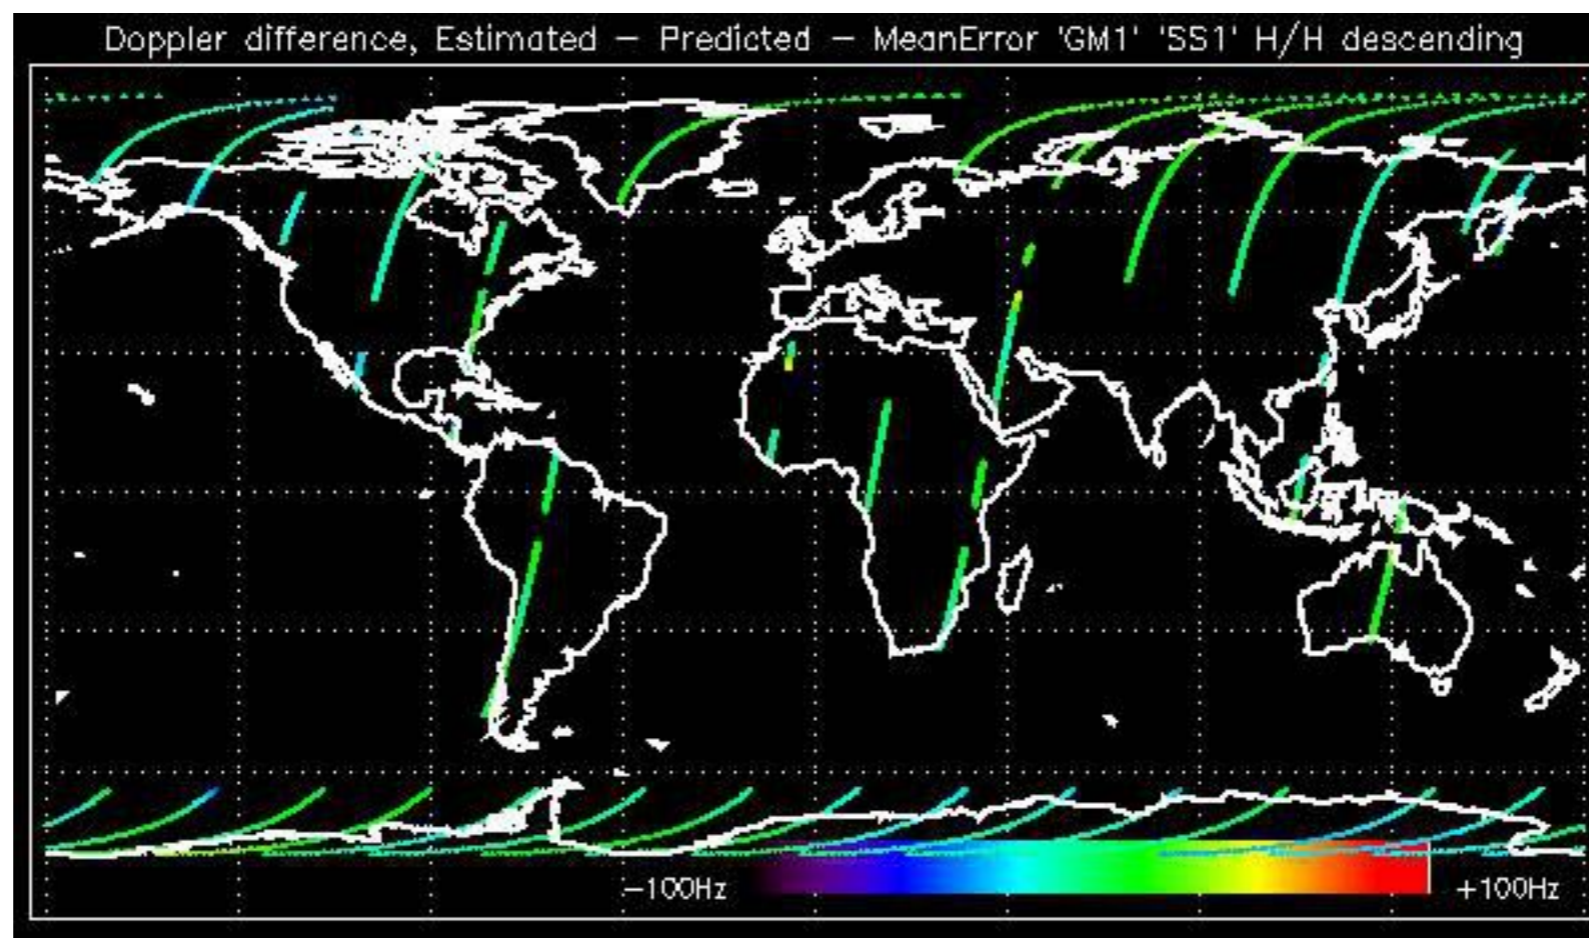 Doppler difference, Estimated – Predicted – MeanError 'GM1' 'SS1' H/H descending
–100Hz +100Hz